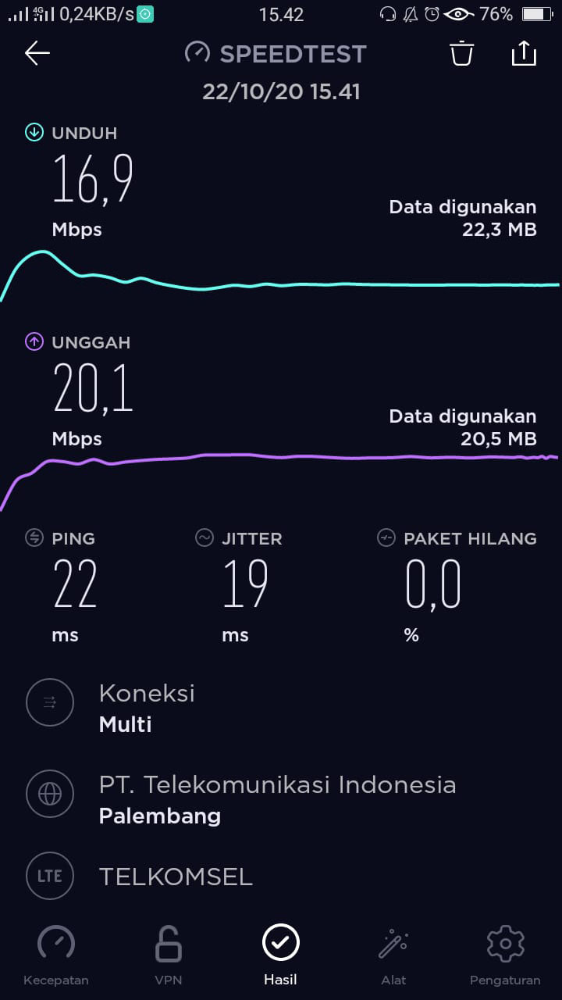 4G 0,24KB/s 15.42 76%
SPEEDTEST
22/10/20 15.41
UNDUH
16,9
Mbps
Data digunakan
22,3 MB
UNGGAH
20,1
Mbps
Data digunakan
20,5 MB
PING JITTER PAKET HILANG
22 19 0,0
ms ms %
Koneksi
Multi
PT. Telekomunikasi Indonesia
Palembang
LTE TELKOMSEL
Kecepatan VPN Hasil Alat Pengaturan